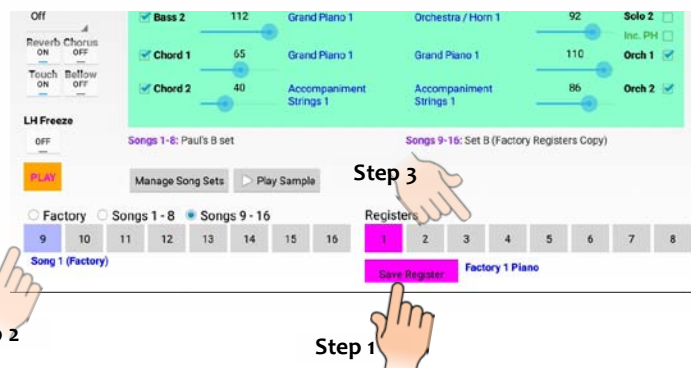 Off
Bass 2 112 Grand Piano 1 Orchestra / Horn 1 92 Solo 2
Inc. PH
Reverb Chorus
ON OFF
Chord 1 65 Grand Piano 1 Grand Piano 1 110 Orch 1
Touch Bellow
ON OFF
Chord 2 40 Accompaniment Strings 1 Accompaniment Strings 1 86 Orch 2
LH Freeze
OFF
Songs 1-8: Paul's B set Songs 9-16: Set B (Factory Registers Copy)
PLAY Manage Song Sets Play Sample Step 3
Factory Songs 1 - 8 Songs 9 - 16 Registers
9 10 11 12 13 14 15 16 1 2 3 4 5 6 7 8
Song 1 (Factory) Save Register Factory 1 Piano
2
Step 1